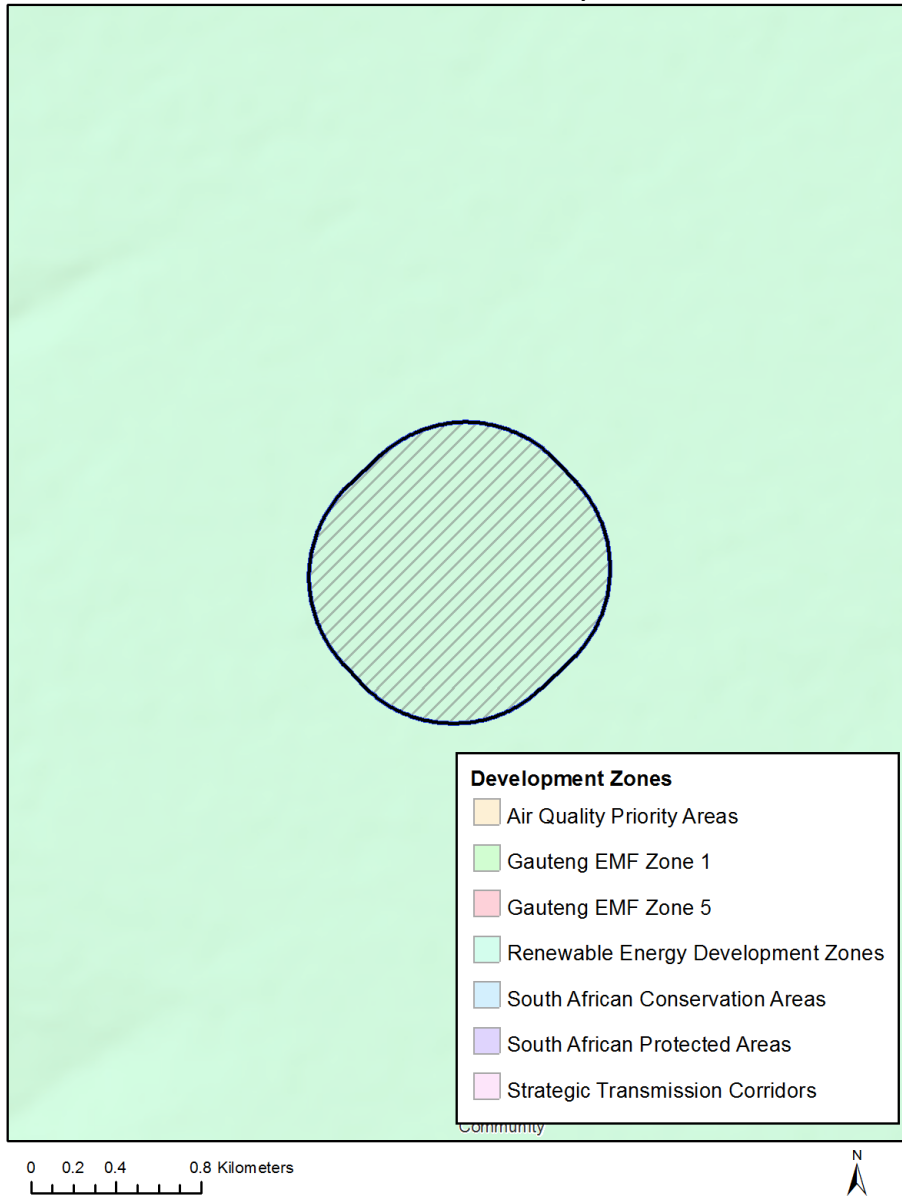 Development Zones
Air Quality Priority Areas
Gauteng EMF Zone 1
Gauteng EMF Zone 5
Renewable Energy Development Zones
South African Conservation Areas
South African Protected Areas
Strategic Transmission Corridors
Community
0 0.2 0.4 0.8 Kilometers
N